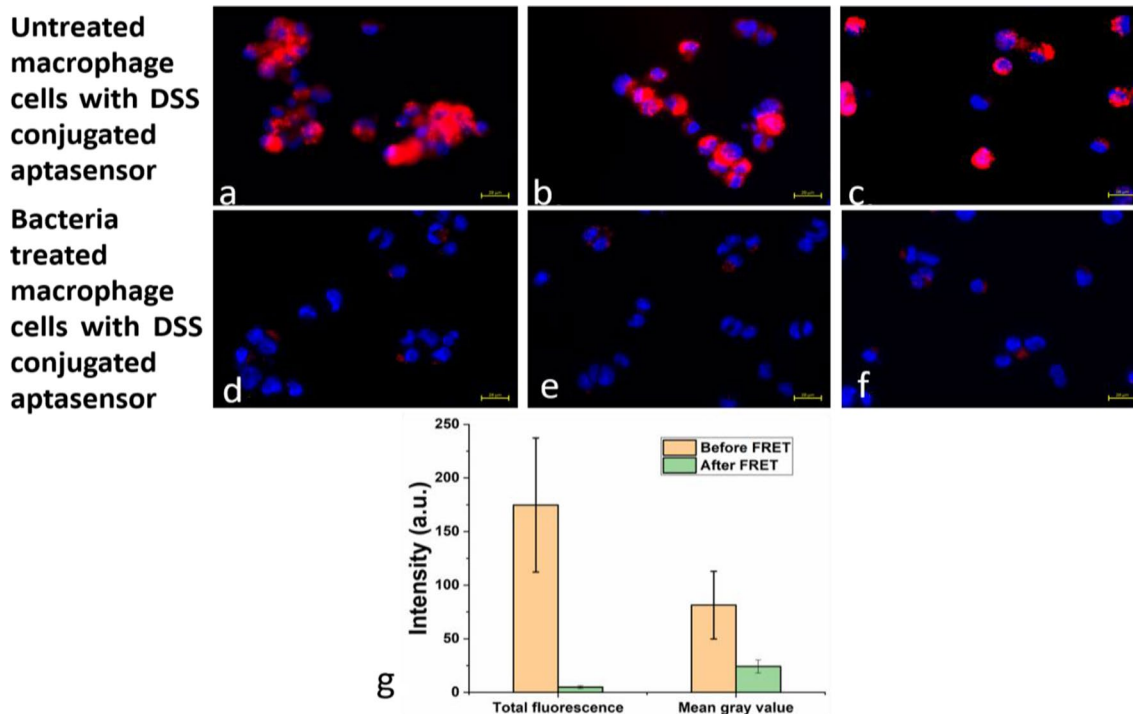 Untreated
macrophage
cells with DSS
conjugated
aptasensor
a
b
c
Bacteria
treated
macrophage
cells with DSS
conjugated
aptasensor
d
e
f
250
200
150
100
50
0
Intensity (a.u.)
Before FRET
After FRET
g
Total fluorescence
Mean gray value